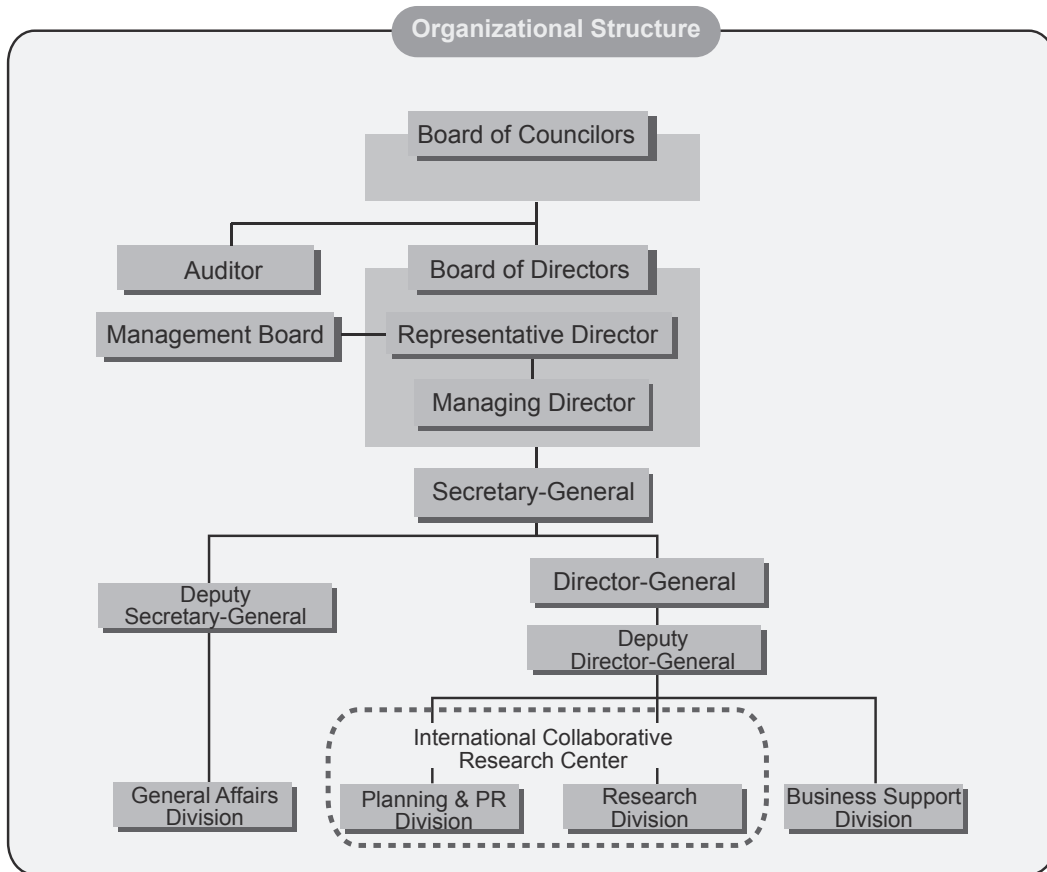 Organizational Structure
Board of Councilors
Auditor
Board of Directors
Management Board
Representative Director
Managing Director
Secretary-General
Deputy
Secretary-General
Director-General
Deputy
Director-General
International Collaborative
Research Center
General Affairs
Division
Planning & PR
Division
Research
Division
Business Support
Division